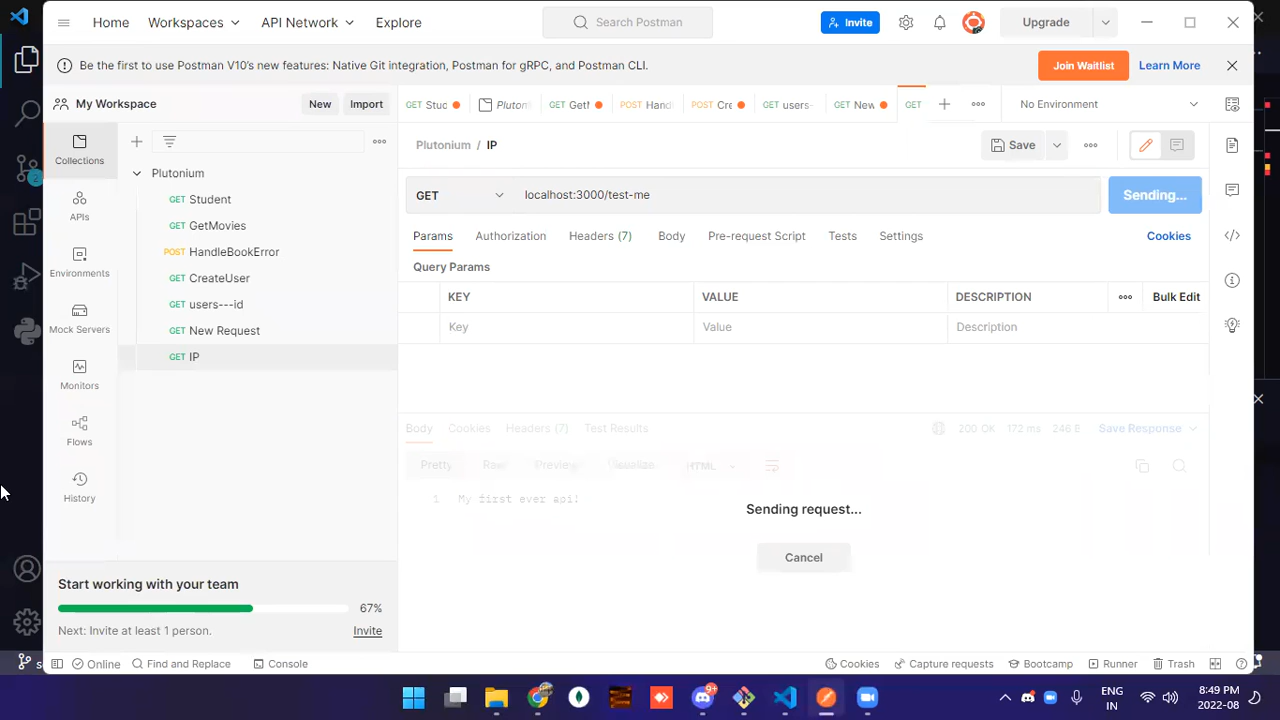 Home Workspaces API Network Explore Search Postman Invite Upgrade
Be the first to use Postman V10's new features: Native Git integration, Postman for gRPC, and Postman CLI. Join Waitlist Learn More
My Workspace New Import Stud Pluton GetM POST Handl Cre users- New GET No Environment
Collections
APIs
Environments
Mock Servers
Monitors
Flows
History
Plutonium
GET Student
GET GetMovies
POST HandleBookError
GET CreateUser
GET users---id
GET New Request
GET IP
Plutonium / IP Save
GET localhost:3000/test-me Sending...
Params Authorization Headers (7) Body Pre-request Script Tests Settings Cookies
Query Params
KEY VALUE DESCRIPTION Bulk Edit
Key Value Description
Body Cookies Headers (7) Test Results 200 OK 172 ms 246 B Save Response
Pretty Raw Preview Visualize HTML
1 My first ever api!
Sending request...
Cancel
Start working with your team
67%
Next: Invite at least 1 person. Invite
Online Find and Replace Console Cookies Capture requests Bootcamp Runner Trash
2
9+
ENG
IN
8:49 PM
2022-08